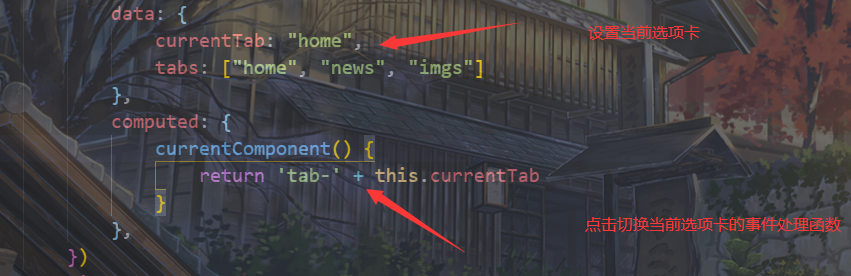 data: {
currentTab: "home",
设置当前选项卡
tabs: ["home", "news", "imgs"]
},
computed: {
currentComponent() {
return 'tab-' + this.currentTab
}
点击切换当前选项卡的事件处理函数
},
})